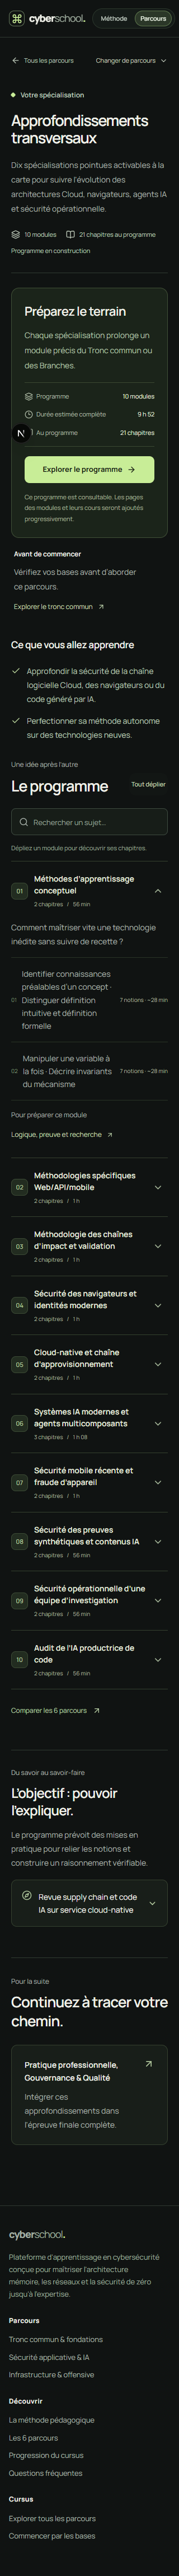 cyberschool.
Méthode
Parcours
Tous les parcours
Changer de parcours
Votre spécialisation
Approfondissements
transversaux
Dix spécialisations pointues activables à la
carte pour suivre l'évolution des
architectures Cloud, navigateurs, agents IA
et sécurité opérationnelle.
10 modules
21 chapitres au programme
Programme en construction
Préparez le terrain
Chaque spécialisation prolonge un
module précis du Tronc commun ou
des Branches.
Programme
10 modules
Durée estimée complète
9 h 52
N
Au programme
21 chapitres
Explorer le programme
Ce programme est consultable. Les pages
des modules et leurs cours seront ajoutés
progressivement.
Avant de commencer
Vérifiez vos bases avant d'aborder
ce parcours.
Explorer le tronc commun
Ce que vous allez apprendre
Approfondir la sécurité de la chaîne
logicielle Cloud, des navigateurs ou du
code généré par IA.
Perfectionner sa méthode autonome
sur des technologies neuves.
Une idée après l'autre
Le programme
Tout déplier
Rechercher un sujet...
Dépliez un module pour découvrir ses chapitres.
01
Méthodes d'apprentissage
conceptuel
2 chapitres / 56 min
Comment maîtriser vite une technologie
inédite sans suivre de recette ?
01
Identifier connaissances
préalables d'un concept ·
Distinguer définition
intuitive et définition
formelle
7 notions · ~28 min
02
Manipuler une variable à
la fois · Décrire invariants
du mécanisme
7 notions · ~28 min
Pour préparer ce module
Logique, preuve et recherche
02
Méthodologies spécifiques
Web/API/mobile
2 chapitres / 1 h
03
Méthodologie des chaînes
d'impact et validation
2 chapitres / 1 h
04
Sécurité des navigateurs et
identités modernes
2 chapitres / 1 h
05
Cloud-native et chaîne
d'approvisionnement
2 chapitres / 1 h
06
Systèmes IA modernes et
agents multicomposants
3 chapitres / 1 h 08
07
Sécurité mobile récente et
fraude d'appareil
2 chapitres / 1 h
08
Sécurité des preuves
synthétiques et contenus IA
2 chapitres / 56 min
09
Sécurité opérationnelle d'une
équipe d'investigation
2 chapitres / 56 min
10
Audit de l'IA productrice de
code
2 chapitres / 56 min
Comparer les 6 parcours
Du savoir au savoir-faire
L'objectif : pouvoir
l'expliquer.
Le programme prévoit des mises en
pratique pour relier les notions et
construire un raisonnement vérifiable.
Revue supply chain et code
IA sur service cloud-native
Pour la suite
Continuez à tracer votre
chemin.
Pratique professionnelle,
Gouvernance & Qualité
Intégrer ces
approfondissements dans
l'épreuve finale complète.
cyberschool.
Plateforme d'apprentissage en cybersécurité
conçue pour maîtriser l'architecture
mémoire, les réseaux et la sécurité de zéro
jusqu'à l'expertise.
Parcours
Tronc commun & fondations
Sécurité applicative & IA
Infrastructure & offensive
Découvrir
La méthode pédagogique
Les 6 parcours
Progression du cursus
Questions fréquentes
Cursus
Explorer tous les parcours
Commencer par les bases